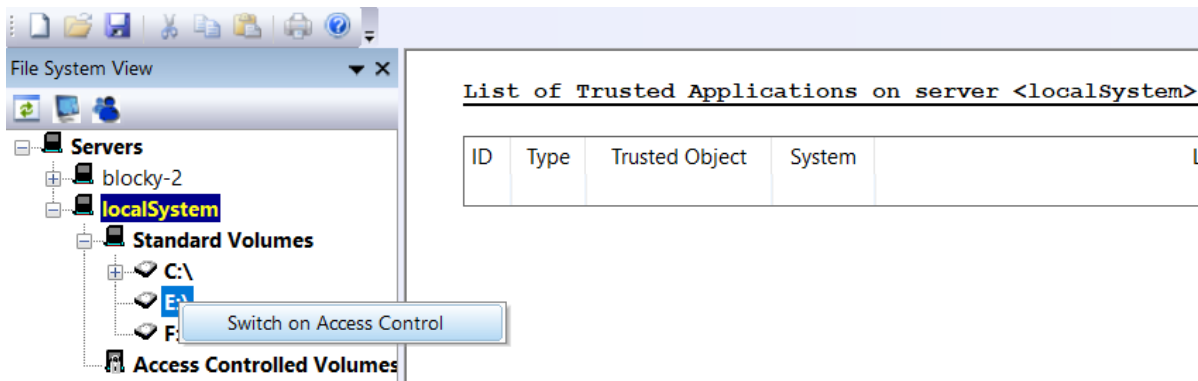 File System View
Servers
blocky-2
localSystem
Standard Volumes
C:\
E:\
Switch on Access Control
Access Controlled Volumes
List of Trusted Applications on server <localSystem>
ID Type Trusted Object System